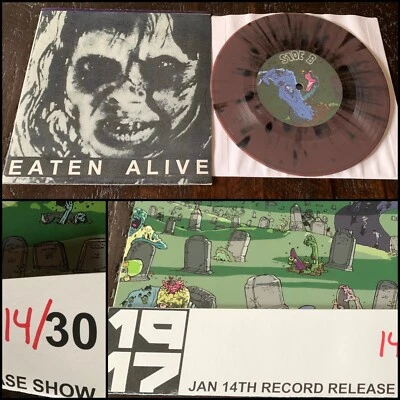 SIDE B
EATEN ALIVE
14/30
ASE SHOW
19
17
JAN 14TH RECORD RELEASE
14